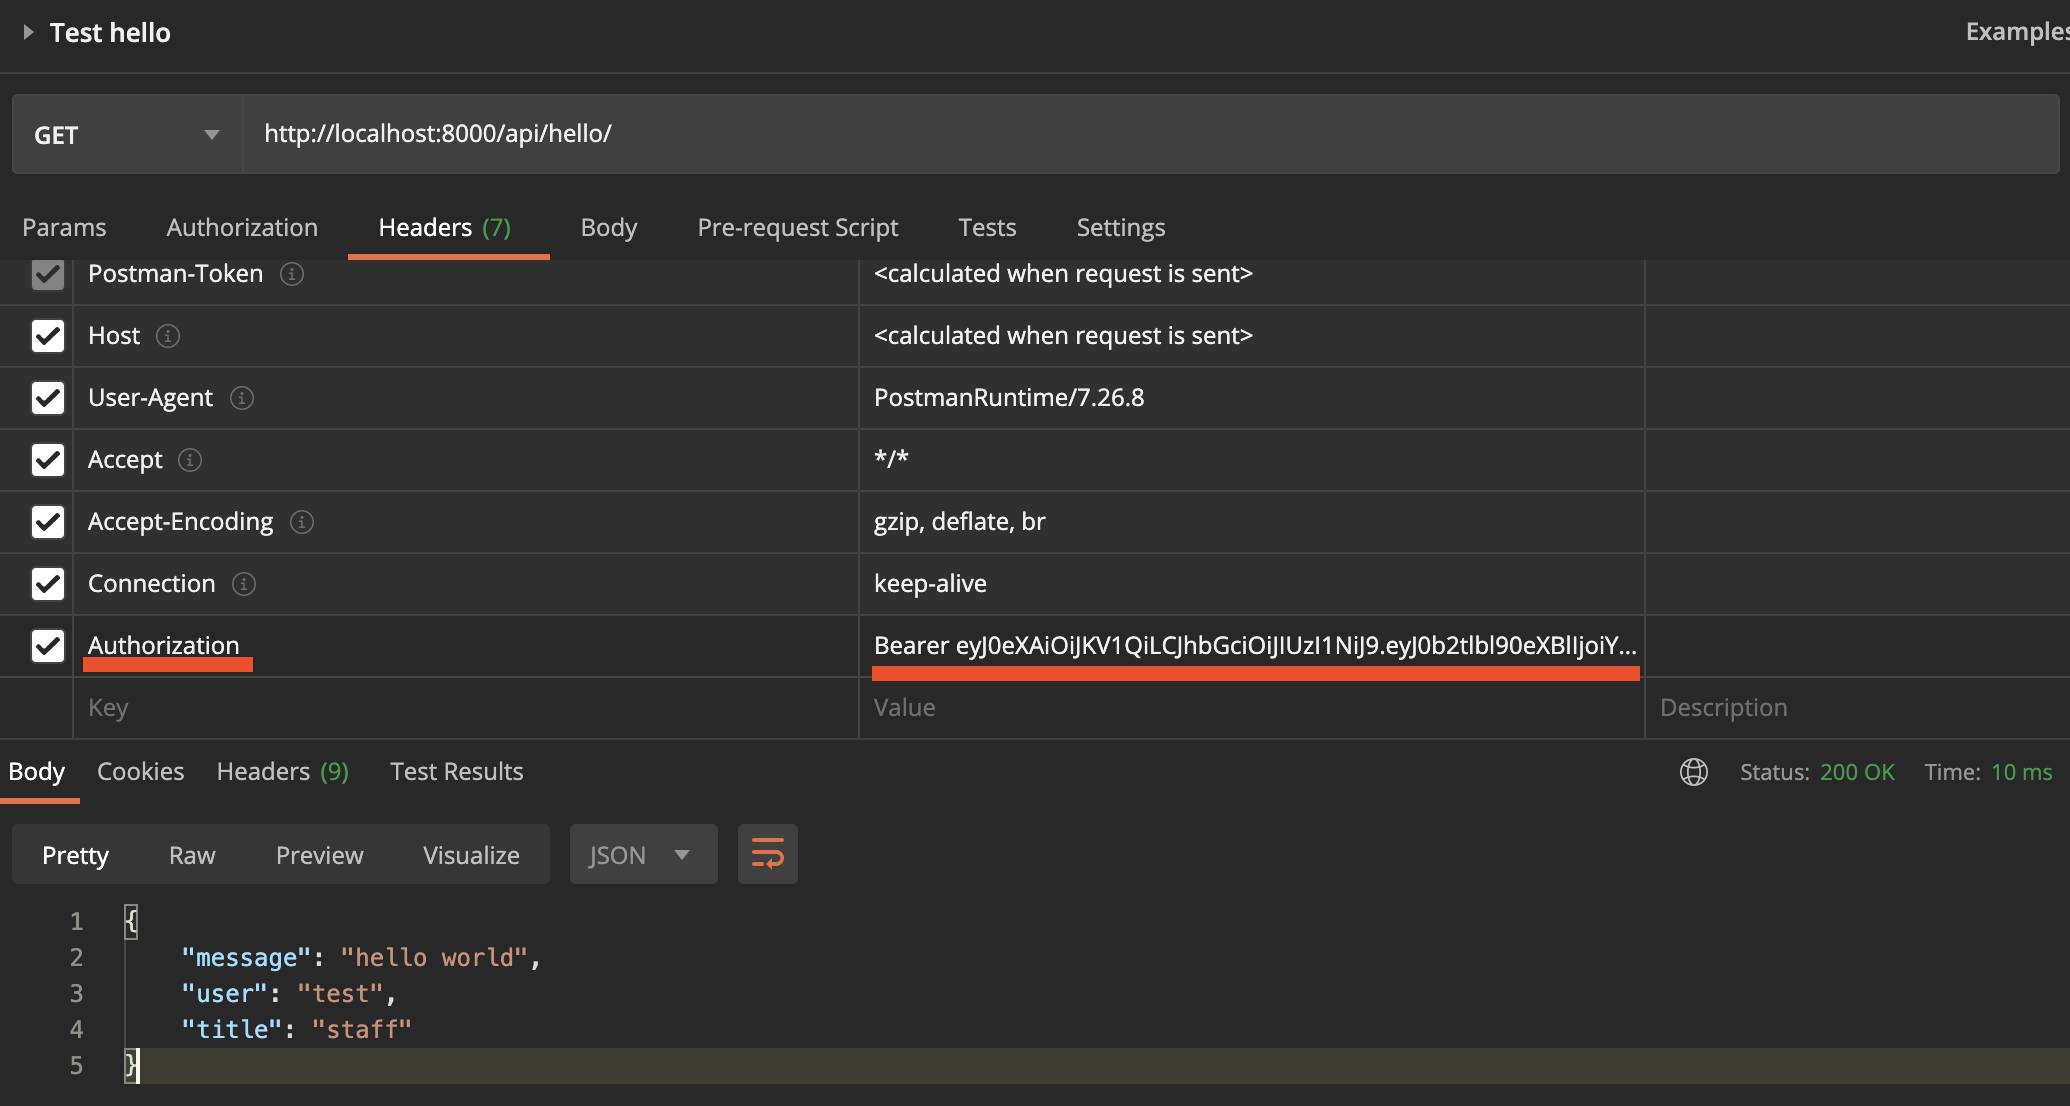 Test hello
Examples
GET http://localhost:8000/api/hello/
Params Authorization Headers (7) Body Pre-request Script Tests Settings
Postman-Token <calculated when request is sent>
Host <calculated when request is sent>
User-Agent PostmanRuntime/7.26.8
Accept */*
Accept-Encoding gzip, deflate, br
Connection keep-alive
Authorization Bearer eyJ0eXAiOiJKV1QiLCJhbGciOiJIUzI1NiJ9.eyJ0b2tlbl90eXBlIjoiY...
Key Value Description
Body Cookies Headers (9) Test Results Status: 200 OK Time: 10 ms
Pretty Raw Preview Visualize JSON
1 {
2 "message": "hello world",
3 "user": "test",
4 "title": "staff"
5 }